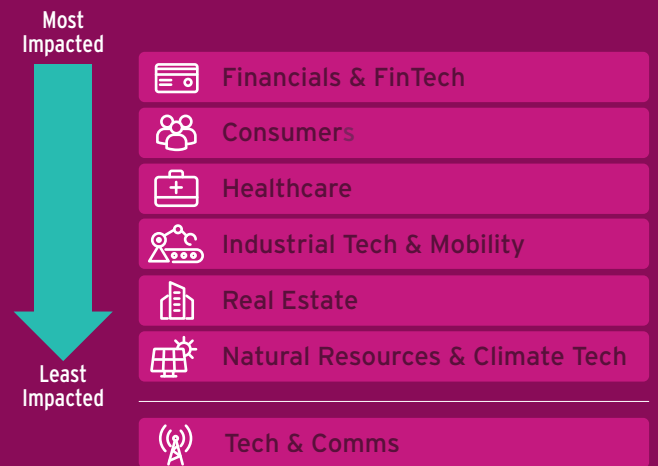 Most
Impacted
Financials & FinTech
Consumers
Healthcare
Industrial Tech & Mobility
Real Estate
Natural Resources & Climate Tech
Least
Impacted
Tech & Comms